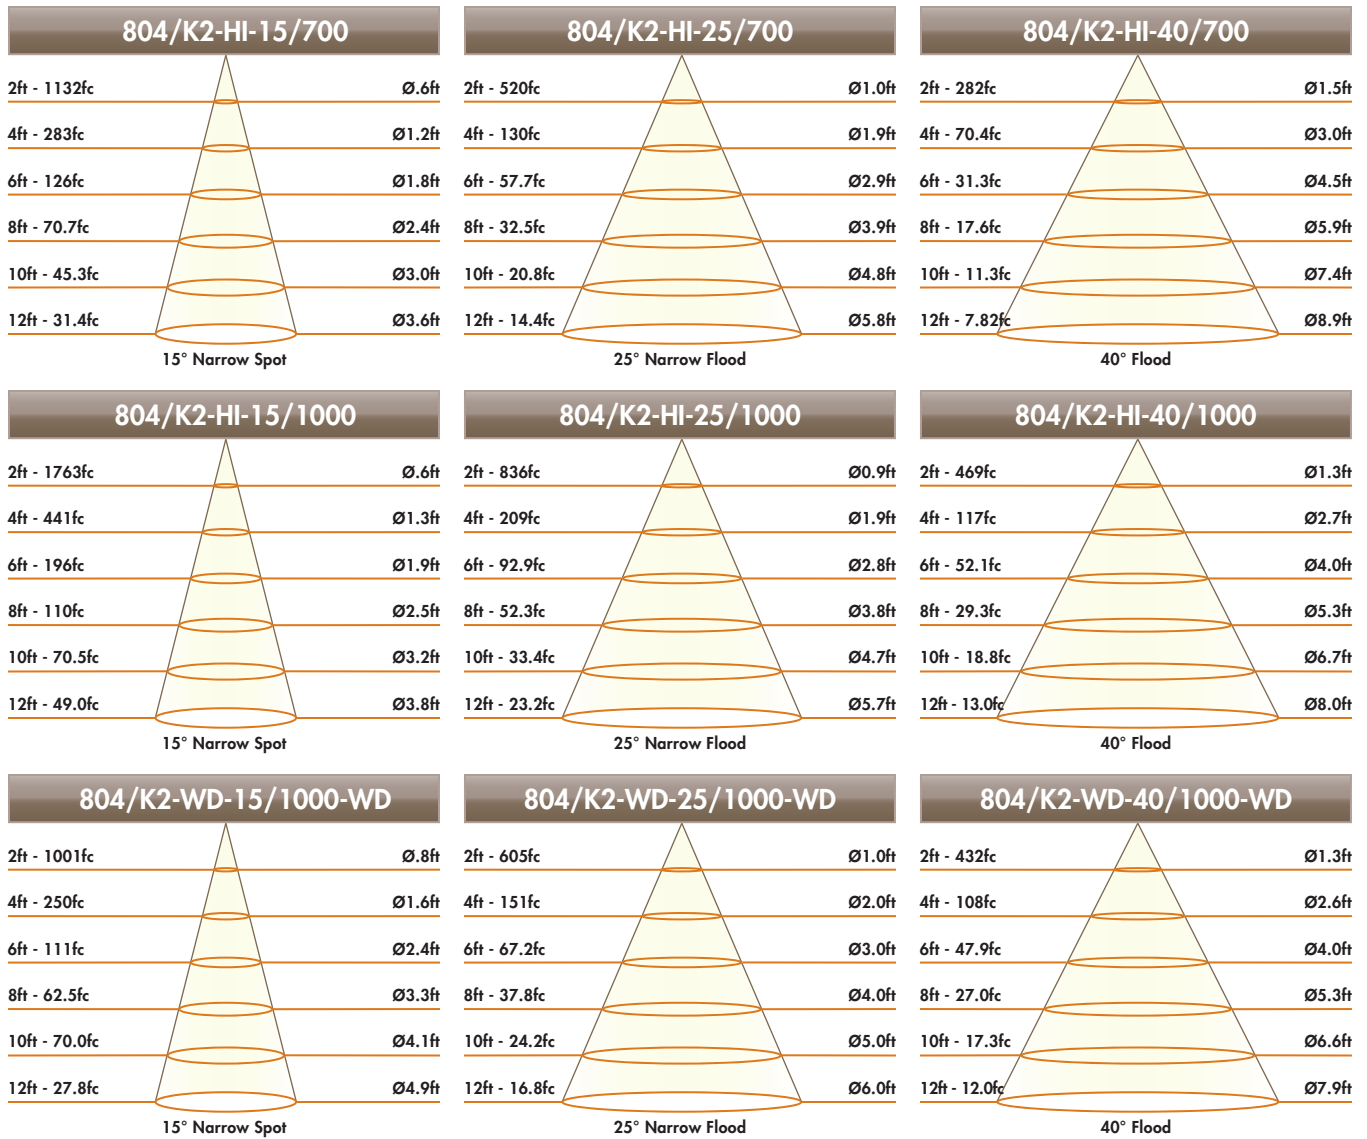 804/K2-HI-15/700
2ft - 1132fc Ø.6ft
4ft - 283fc Ø1.2ft
6ft - 126fc Ø1.8ft
8ft - 70.7fc Ø2.4ft
10ft - 45.3fc Ø3.0ft
12ft - 31.4fc Ø3.6ft
15° Narrow Spot
804/K2-HI-25/700
2ft - 520fc Ø1.0ft
4ft - 130fc Ø1.9ft
6ft - 57.7fc Ø2.9ft
8ft - 32.5fc Ø3.9ft
10ft - 20.8fc Ø4.8ft
12ft - 14.4fc Ø5.8ft
25° Narrow Flood
804/K2-HI-40/700
2ft - 282fc Ø1.5ft
4ft - 70.4fc Ø3.0ft
6ft - 31.3fc Ø4.5ft
8ft - 17.6fc Ø5.9ft
10ft - 11.3fc Ø7.4ft
12ft - 7.82fc Ø8.9ft
40° Flood
804/K2-HI-15/1000
2ft - 1763fc Ø.6ft
4ft - 441fc Ø1.3ft
6ft - 196fc Ø1.9ft
8ft - 110fc Ø2.5ft
10ft - 70.5fc Ø3.2ft
12ft - 49.0fc Ø3.8ft
15° Narrow Spot
804/K2-HI-25/1000
2ft - 836fc Ø0.9ft
4ft - 209fc Ø1.9ft
6ft - 92.9fc Ø2.8ft
8ft - 52.3fc Ø3.8ft
10ft - 33.4fc Ø4.7ft
12ft - 23.2fc Ø5.7ft
25° Narrow Flood
804/K2-HI-40/1000
2ft - 469fc Ø1.3ft
4ft - 117fc Ø2.7ft
6ft - 52.1fc Ø4.0ft
8ft - 29.3fc Ø5.3ft
10ft - 18.8fc Ø6.7ft
12ft - 13.0fc Ø8.0ft
40° Flood
804/K2-WD-15/1000-WD
2ft - 1001fc Ø.8ft
4ft - 250fc Ø1.6ft
6ft - 111fc Ø2.4ft
8ft - 62.5fc Ø3.3ft
10ft - 70.0fc Ø4.1ft
12ft - 27.8fc Ø4.9ft
15° Narrow Spot
804/K2-WD-25/1000-WD
2ft - 605fc Ø1.0ft
4ft - 151fc Ø2.0ft
6ft - 67.2fc Ø3.0ft
8ft - 37.8fc Ø4.0ft
10ft - 24.2fc Ø5.0ft
12ft - 16.8fc Ø6.0ft
25° Narrow Flood
804/K2-WD-40/1000-WD
2ft - 432fc Ø1.3ft
4ft - 108fc Ø2.6ft
6ft - 47.9fc Ø4.0ft
8ft - 27.0fc Ø5.3ft
10ft - 17.3fc Ø6.6ft
12ft - 12.0fc Ø7.9ft
40° Flood